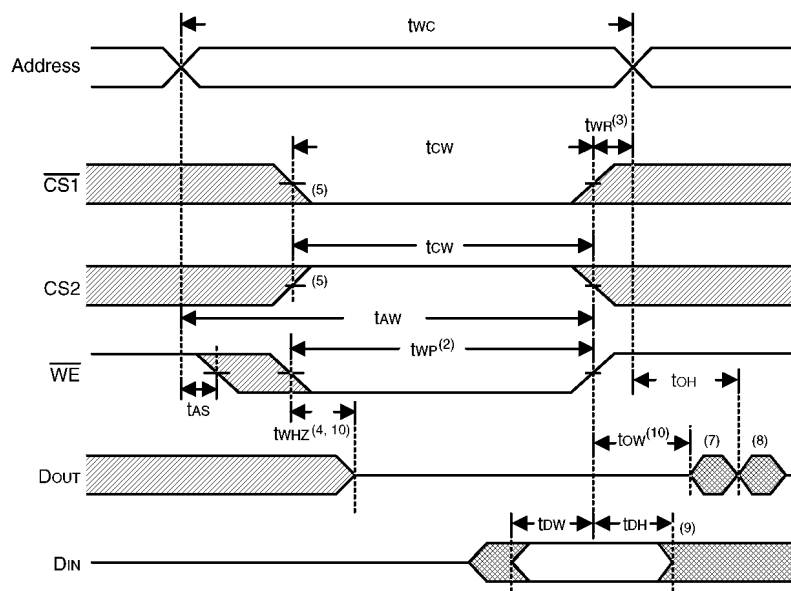 tWC
Address
tWR(3)
tCW
CS1
(5)
tCW
CS2
(5)
tAW
tWP(2)
WE
tAS
tOH
tWHZ(4, 10)
tOW(10)
(7)
(8)
DOUT
tDW
tDH
(9)
DIN